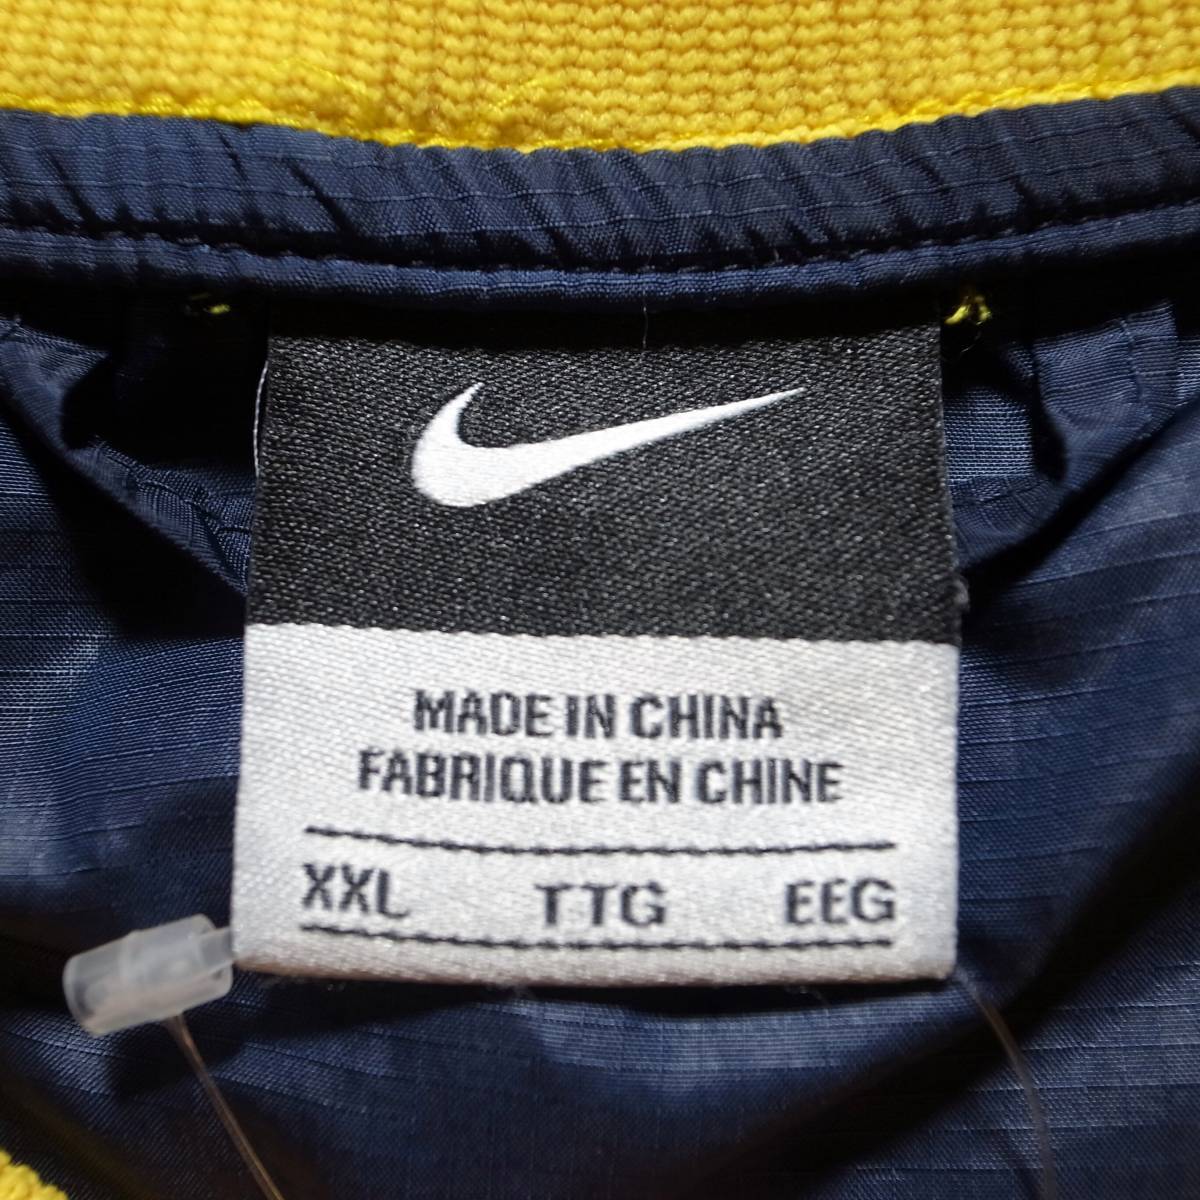 MADE IN CHINA
FABRIQUE EN CHINE
XXL TTG EEG